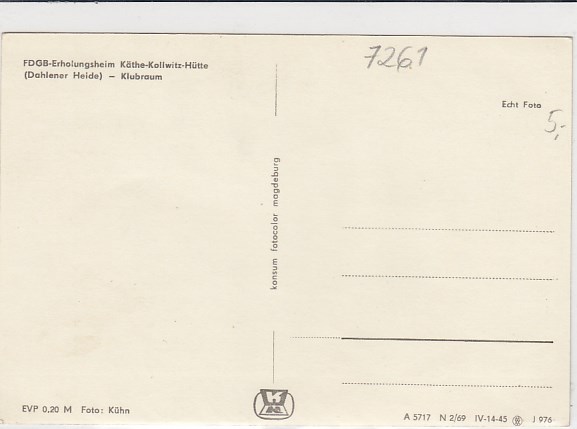 FDGB-Erholungsheim Käthe-Kollwitz-Hütte
(Dahlener Heide) – Klubraum
7261
Echt Foto
5,-
konsum fotocolor magdeburg
EVP 0,20 M Foto: Kühn
A 5717 N 2/69 IV-14-45 J 976